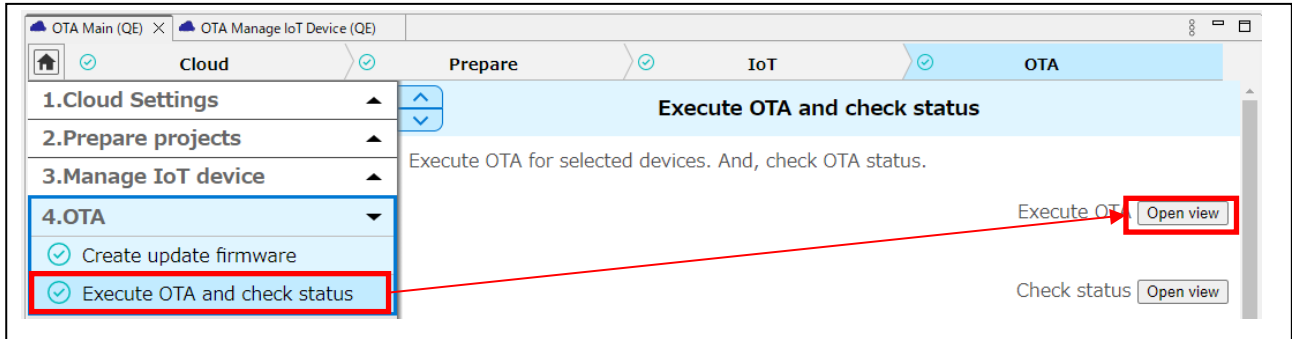 OTA Main (QE) OTA Manage IoT Device (QE)
Cloud Prepare IoT OTA
1.Cloud Settings
2.Prepare projects
3.Manage IoT device
4.OTA
Create update firmware
Execute OTA and check status
Execute OTA and check status
Execute OTA for selected devices. And, check OTA status.
Execute OTA Open view
Check status Open view